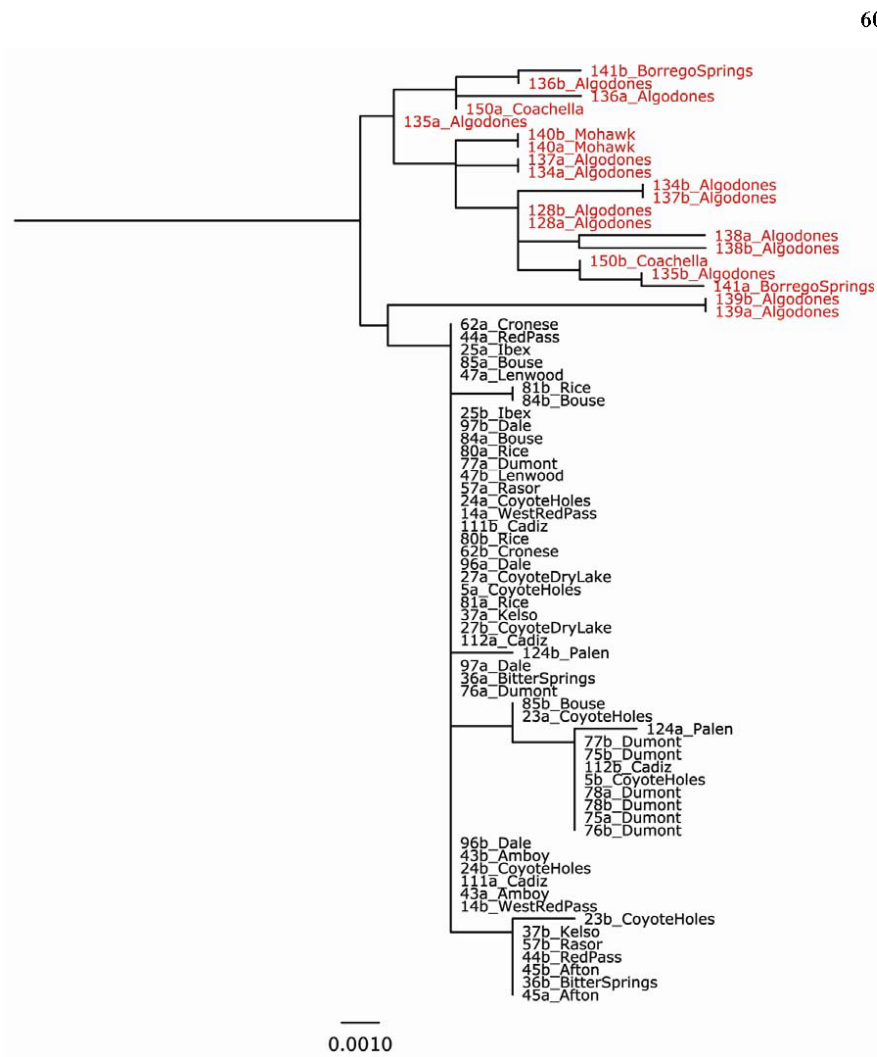 60
141b_BorregoSprings
136b_Algodones
136a_Algodones
150a_Coachella
135a_Algodones
140b_Mohawk
140a_Mohawk
137a_Algodones
134a_Algodones
134b_Algodones
137b_Algodones
128b_Algodones
128a_Algodones
138a_Algodones
138b_Algodones
150b_Coachella
135b_Algodones
141a_BorregoSprings
139b_Algodones
139a_Algodones
62a_Cronese
44a_RedPass
25a_Ibex
85a_Bouse
47a_Lenwood
81b_Rice
84b_Bouse
25b_Ibex
97b_Dale
84a_Bouse
80a_Rice
77a_Dumont
47b_Lenwood
57a_Rasor
24a_CoyoteHoles
14a_WestRedPass
111b_Cadiz
80b_Rice
62b_Cronese
96a_Dale
27a_CoyoteDryLake
5a_CoyoteHoles
81a_Rice
37a_Kelso
27b_CoyoteDryLake
112a_Cadiz
124b_Palen
97a_Dale
36a_BitterSprings
76a_Dumont
85b_Bouse
23a_CoyoteHoles
124a_Palen
77b_Dumont
75b_Dumont
112b_Cadiz
5b_CoyoteHoles
78a_Dumont
78b_Dumont
75a_Dumont
76b_Dumont
96b_Dale
43b_Amboy
24b_CoyoteHoles
111a_Cadiz
43a_Amboy
14b_WestRedPass
23b_CoyoteHoles
37b_Kelso
57b_Rasor
44b_RedPass
45b_Afton
36b_BitterSprings
45a_Afton
0.0010